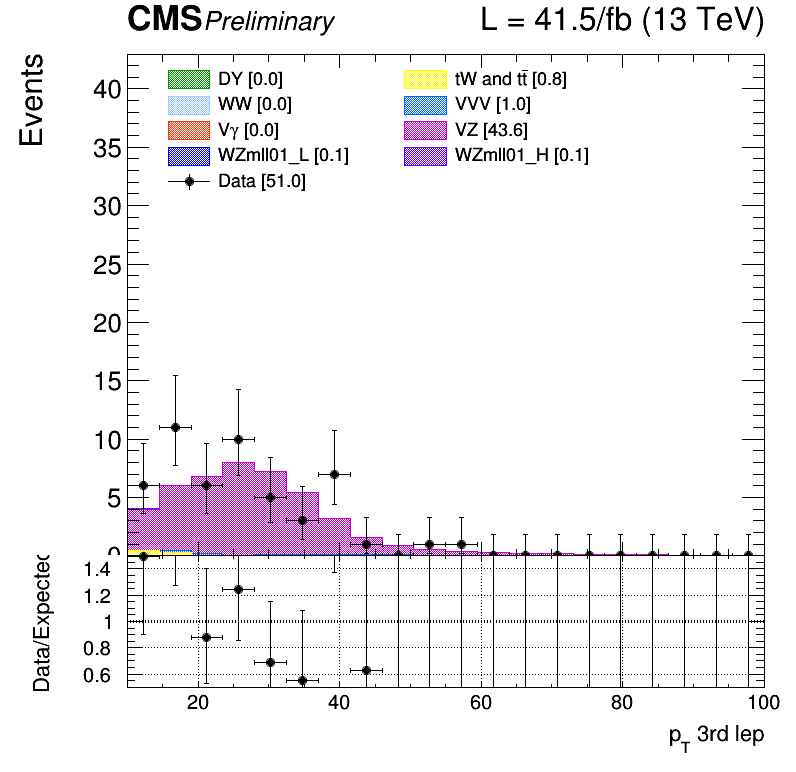 CMS Preliminary L = 41.5/fb (13 TeV)
Events
DY [0.0]
WW [0.0]
Vγ [0.0]
WZmll01_L [0.1]
Data [51.0]
tW and tt̄ [0.8]
VVV [1.0]
VZ [43.6]
WZmll01_H [0.1]
40
35
30
25
20
15
10
5
0
Data/Expected
1.4
1.2
1
0.8
0.6
20 40 60 80 100
pT 3rd lep